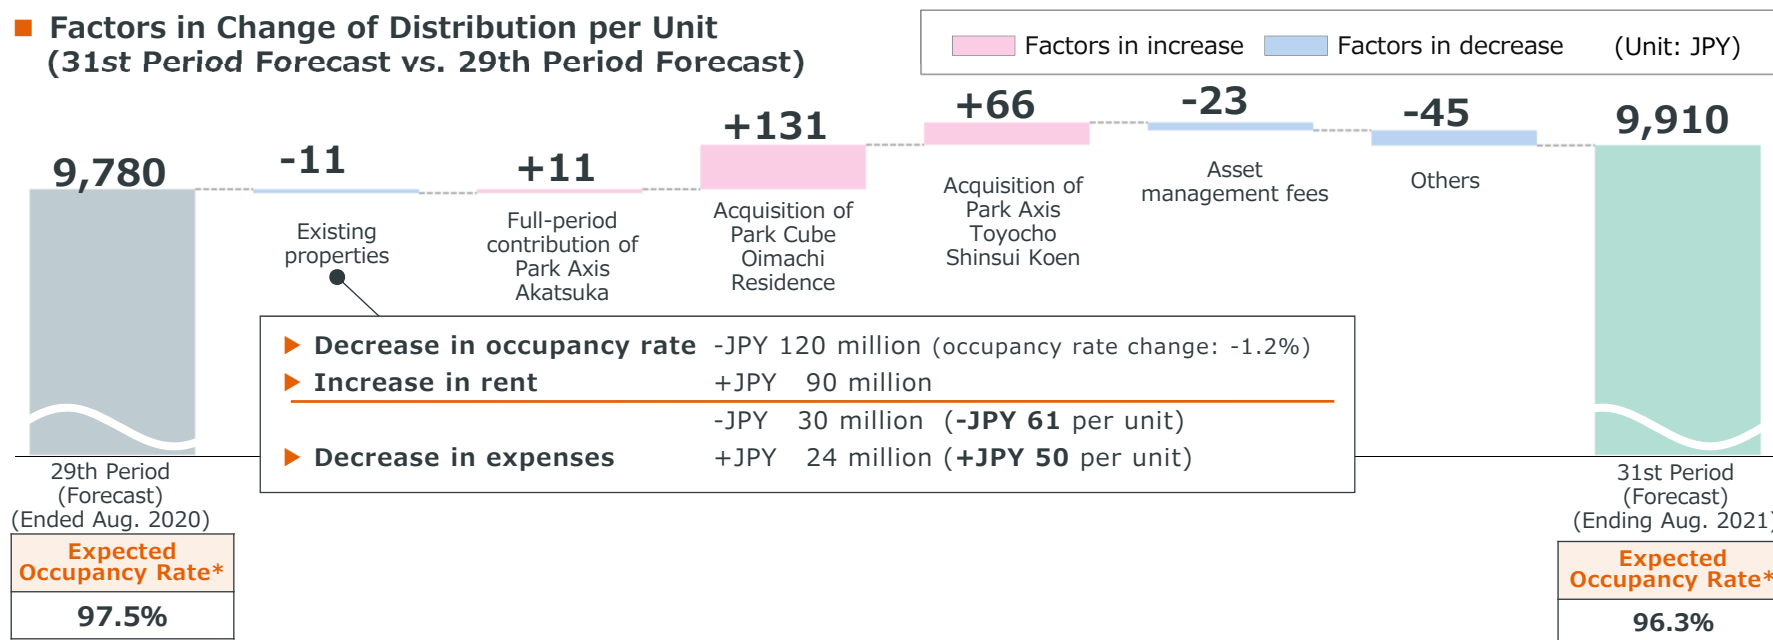 ■ Factors in Change of Distribution per Unit
(31st Period Forecast vs. 29th Period Forecast)
Factors in increase Factors in decrease (Unit: JPY)
9,780
-11
+11
+131
+66
-23
-45
9,910
Existing
properties
Full-period
contribution of
Park Axis
Akatsuka
Acquisition of
Park Cube
Oimachi
Residence
Acquisition of
Park Axis
Toyocho
Shinsui Koen
Asset
management fees
Others
▶ Decrease in occupancy rate -JPY 120 million (occupancy rate change: -1.2%)
▶ Increase in rent +JPY 90 million
-JPY 30 million (-JPY 61 per unit)
▶ Decrease in expenses +JPY 24 million (+JPY 50 per unit)
29th Period
(Forecast)
(Ended Aug. 2020)
Expected
Occupancy Rate*
97.5%
31st Period
(Forecast)
(Ending Aug. 2021)
Expected
Occupancy Rate*
96.3%